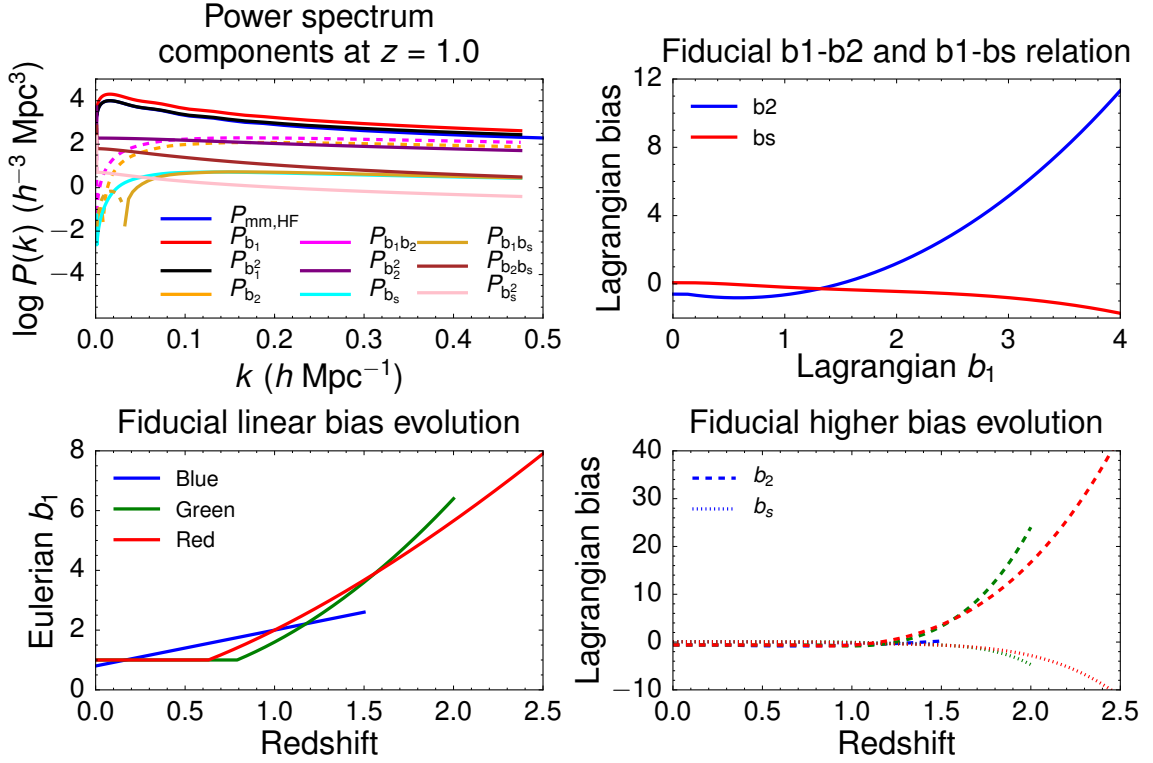 Power spectrum
components at z = 1.0
log P(k) (h⁻³ Mpc³)
4
2
0
−2
−4
P_mm,HF
P_b₁
P_b₁²
P_b₂
P_b₁b₂
P_b₂²
P_bₛ
P_b₁bₛ
P_b₂bₛ
P_bₛ²
0.0 0.1 0.2 0.3 0.4 0.5
k (h Mpc⁻¹)
Fiducial b1-b2 and b1-bs relation
Lagrangian bias
12
8
4
0
b2
bs
0 1 2 3 4
Lagrangian b₁
Fiducial linear bias evolution
Eulerian b₁
8
6
4
2
0
Blue
Green
Red
0.0 0.5 1.0 1.5 2.0 2.5
Redshift
Fiducial higher bias evolution
Lagrangian bias
40
30
20
10
0
−10
b₂
bₛ
0.0 0.5 1.0 1.5 2.0 2.5
Redshift